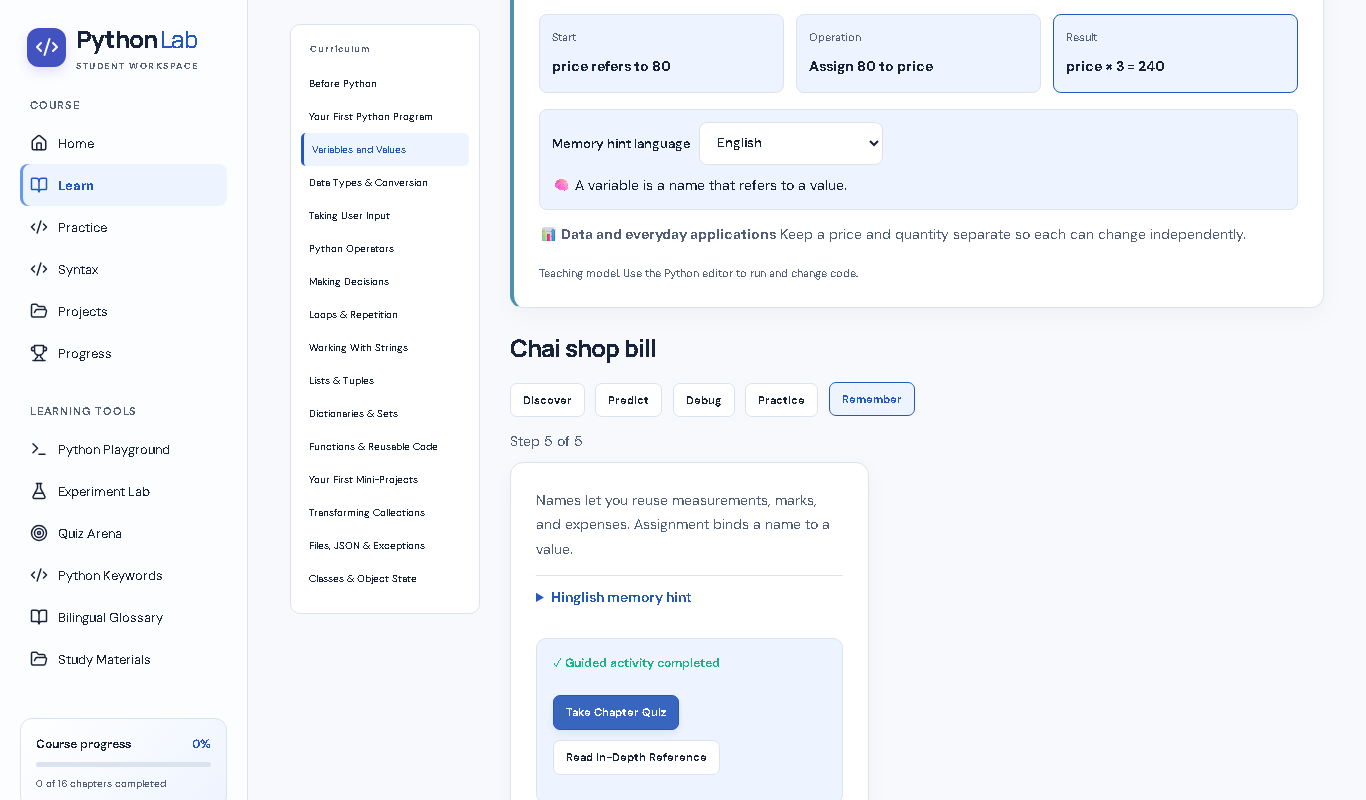 Python Lab
STUDENT WORKSPACE
COURSE
Home
Learn
Practice
Syntax
Projects
Progress
LEARNING TOOLS
Python Playground
Experiment Lab
Quiz Arena
Python Keywords
Bilingual Glossary
Study Materials
Course progress 0%
0 of 16 chapters completed
Curriculum
Before Python
Your First Python Program
Variables and Values
Data Types & Conversion
Taking User Input
Python Operators
Making Decisions
Loops & Repetition
Working With Strings
Lists & Tuples
Dictionaries & Sets
Functions & Reusable Code
Your First Mini-Projects
Transforming Collections
Files, JSON & Exceptions
Classes & Object State
Start
price refers to 80
Operation
Assign 80 to price
Result
price × 3 = 240
Memory hint language English
🧠 A variable is a name that refers to a value.
📊 Data and everyday applications Keep a price and quantity separate so each can change independently.
Teaching model. Use the Python editor to run and change code.
Chai shop bill
Discover Predict Debug Practice Remember
Step 5 of 5
Names let you reuse measurements, marks,
and expenses. Assignment binds a name to a
value.
Hinglish memory hint
✓ Guided activity completed
Take Chapter Quiz
Read In-Depth Reference